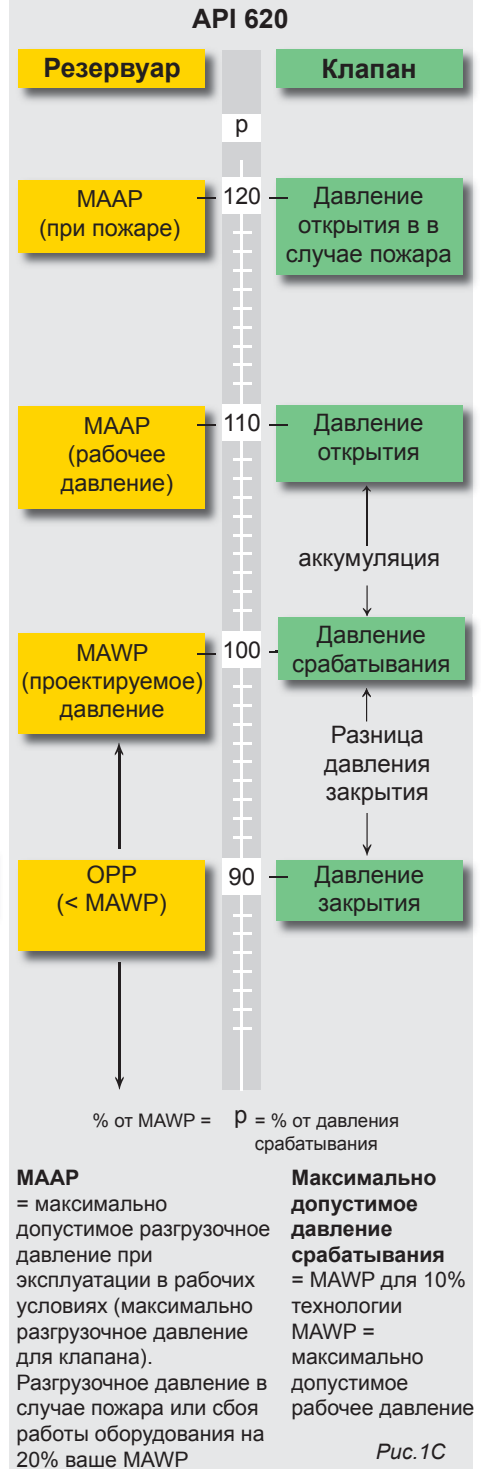 API 620
Резервуар
Клапан
p
MAAP
(при пожаре)
120
Давление
открытия в в
случае пожара
MAAP
(рабочее
давление)
110
Давление
открытия
аккумуляция
MAWP
(проектируемое)
давление
100
Давление
срабатывания
Разница
давления
закрытия
OPP
(< MAWP)
90
Давление
закрытия
% от MAWP = p = % от давления
срабатывания
MAAP
= максимально
допустимое разгрузочное
давление при
эксплуатации в рабочих
условиях (максимально
разгрузочное давление
для клапана).
Разгрузочное давление в
случае пожара или сбоя
работы оборудования на
20% ваше MAWP
Максимально
допустимое
давление
срабатывания
= MAWP для 10%
технологии
MAWP =
максимально
допустимое
рабочее давление
Рис.1C